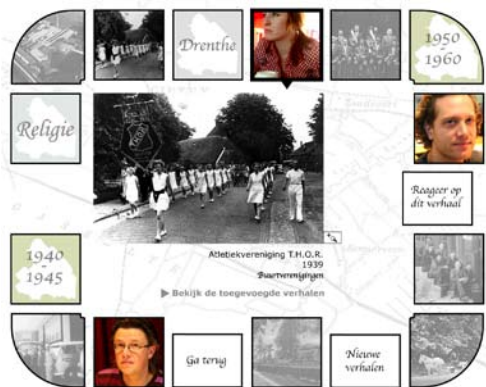 Drenthe
1950
-
1960
Religie
Reageer op
dit verhaal
Atletiekvereniging T.H.O.R.
1939
Buurtverenigingen
Bekijk de toegevoegde verhalen
1940
-
1945
Ga terug
Nieuwe
verhalen